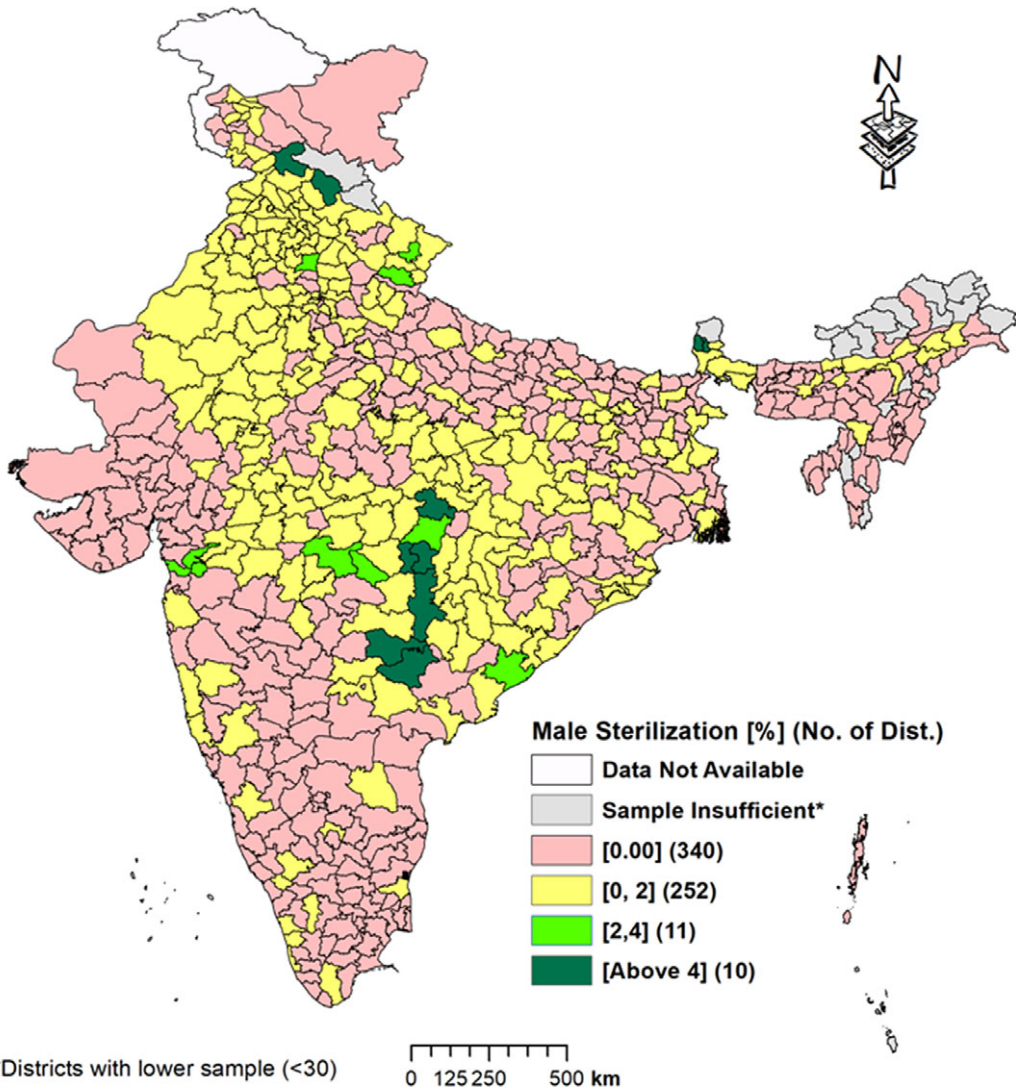 N
Male Sterilization [%] (No. of Dist.)
Data Not Available
Sample Insufficient*
[0.00] (340)
[0, 2] (252)
[2,4] (11)
[Above 4] (10)
Districts with lower sample (<30)
0 125 250 500 km